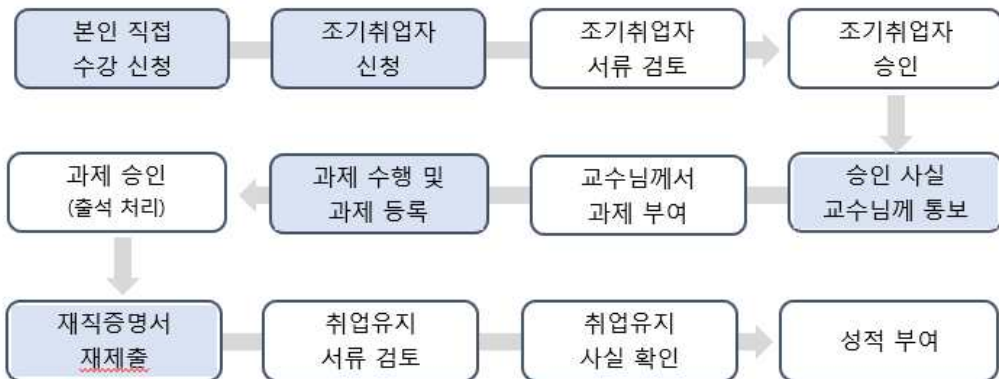 본인 직접
수강 신청
조기취업자
신청
조기취업자
서류 검토
조기취업자
승인
과제 승인
(출석 처리)
과제 수행 및
과제 등록
교수님께서
과제 부여
승인 사실
교수님께 통보
재직증명서
재제출
취업유지
서류 검토
취업유지
사실 확인
성적 부여